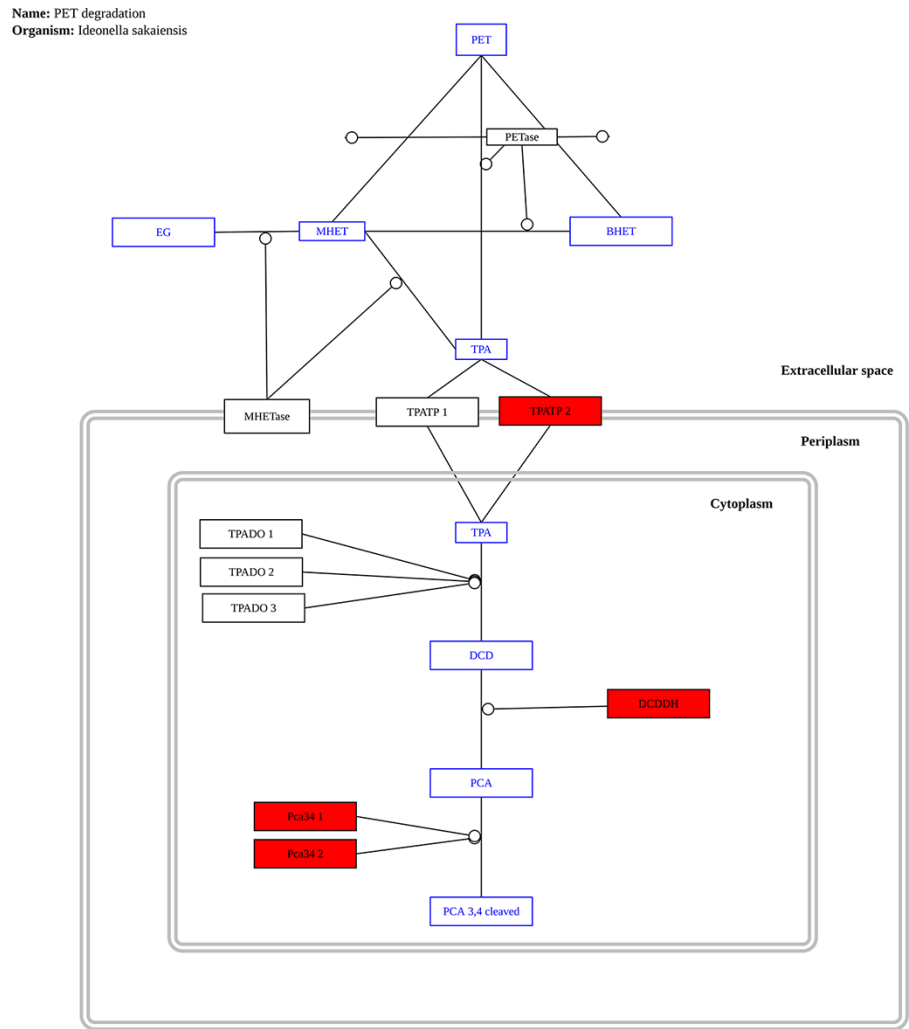 Name: PET degradation
Organism: Ideonella sakaiensis
PET
PETase
EG
MHET
BHET
TPA
Extracellular space
MHETase
TPATP 1
TPATP 2
Periplasm
Cytoplasm
TPADO 1
TPA
TPADO 2
TPADO 3
DCD
DCDDH
PCA
Pca34 1
Pca34 2
PCA 3,4 cleaved